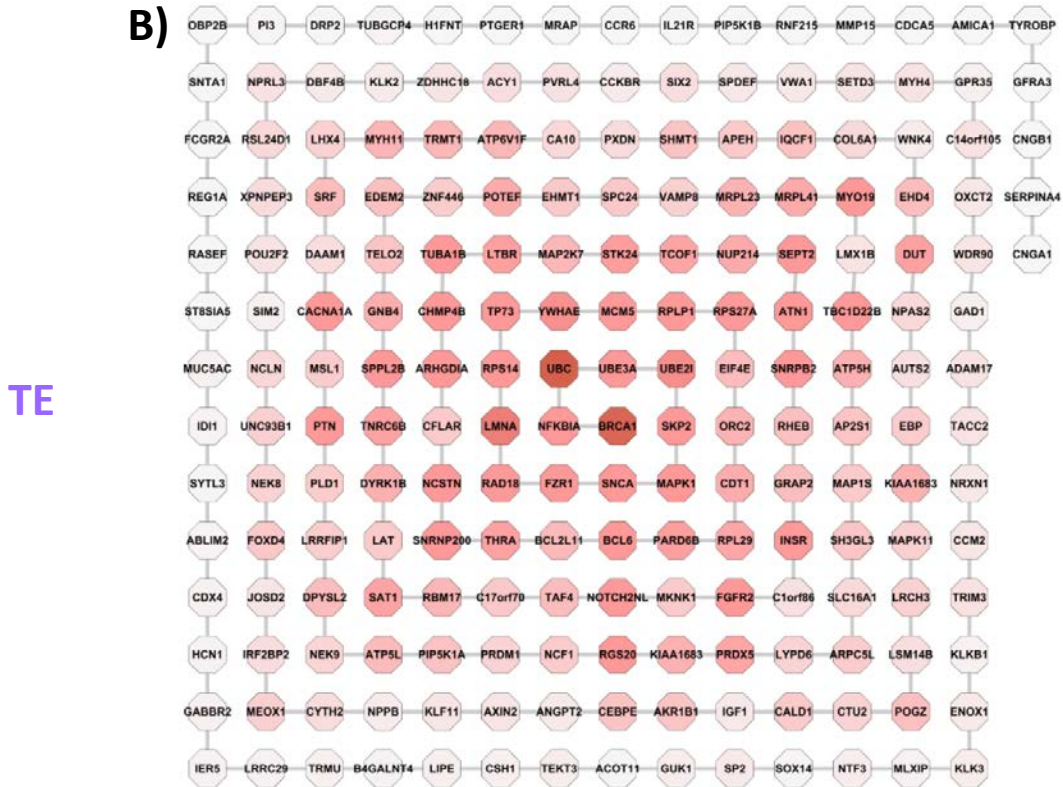 B)
OBP2B PI3 DRP2 TUBGCP4 H1FNT PTGER1 MRAP CCR6 IL21R PIP5K1B RNF215 MMP15 CDCA5 AMICA1 TYROBP
SNTA1 NPRL3 DBF4B KLK2 ZDHHC18 ACY1 PVRL4 CCKBR SIX2 SPDEF VWA1 SETD3 MYH4 GPR35 GFRA3
FCGR2A RSL24D1 LHX4 MYH11 TRMT1 ATP6V1F CA10 PXDN SHMT1 APEH IQCF1 COL6A1 WNK4 C14orf105 CNGB1
REG1A XPNPEP3 SRF EDEM2 ZNF446 POTEF EHMT1 SPC24 VAMP8 MRPL23 MRPL41 MYO19 EHD4 OXCT2 SERPINA4
RASEF POU2F2 DAAM1 TELO2 TUBA1B LTBR MAP2K7 STK24 TCOF1 NUP214 SEPT2 LMX1B DUT WDR90 CNGA1
ST8SIA5 SIM2 CACNA1A GNB4 CHMP4B TP73 YWHAE MCM5 RPLP1 RPS27A ATN1 TBC1D22B NPAS2 GAD1
MUC5AC NCLN MSL1 SPPL2B ARHGDIA RPS14 UBC UBE3A UBE2I EIF4E SNRPB2 ATP5H AUTS2 ADAM17
TE
IDI1 UNC93B1 PTN TNRC6B CFLAR LMNA NFKBIA BRCA1 SKP2 ORC2 RHEB AP2S1 EBP TACC2
SYTL3 NEK8 PLD1 DYRK1B NCSTN RAD18 FZR1 SNCA MAPK1 CDT1 GRAP2 MAP1S KIAA1683 NRXN1
ABLIM2 FOXD4 LRRFIP1 LAT SNRNP200 THRA BCL2L11 BCL6 PARD6B RPL29 INSR SH3GL3 MAPK11 CCM2
CDX4 JOSD2 DPYSL2 SAT1 RBM17 C17orf70 TAF4 NOTCH2NL MKNK1 FGFR2 C1orf86 SLC16A1 LRCH3 TRIM3
HCN1 IRF2BP2 NEK9 ATP5L PIP5K1A PRDM1 NCF1 RGS20 KIAA1683 PRDX5 LYPD6 ARPC5L LSM14B KLKB1
GABBR2 MEOX1 CYTH2 NPPB KLF11 AXIN2 ANGPT2 CEBPE AKR1B1 IGF1 CALD1 CTU2 POGZ ENOX1
IER5 LRRC29 TRMU B4GALNT4 LIPE CSH1 TEKT3 ACOT11 GUK1 SP2 SOX14 NTF3 MLXIP KLK3